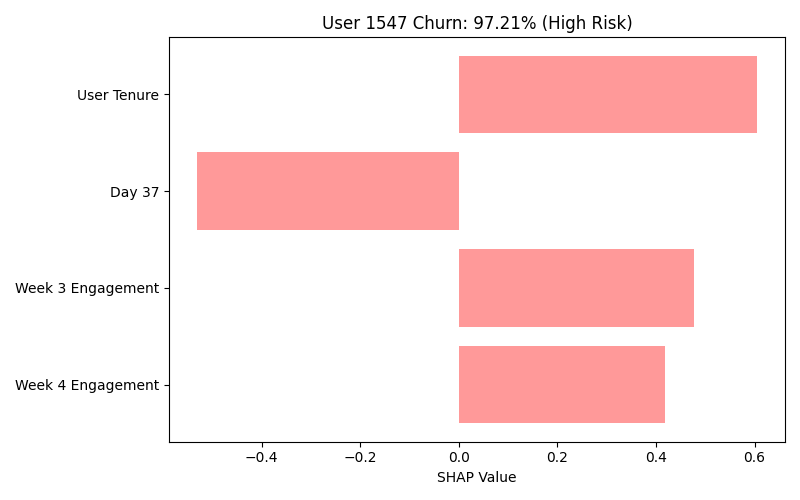 User 1547 Churn: 97.21% (High Risk)
User Tenure
Day 37
Week 3 Engagement
Week 4 Engagement
−0.4 −0.2 0.0 0.2 0.4 0.6
SHAP Value